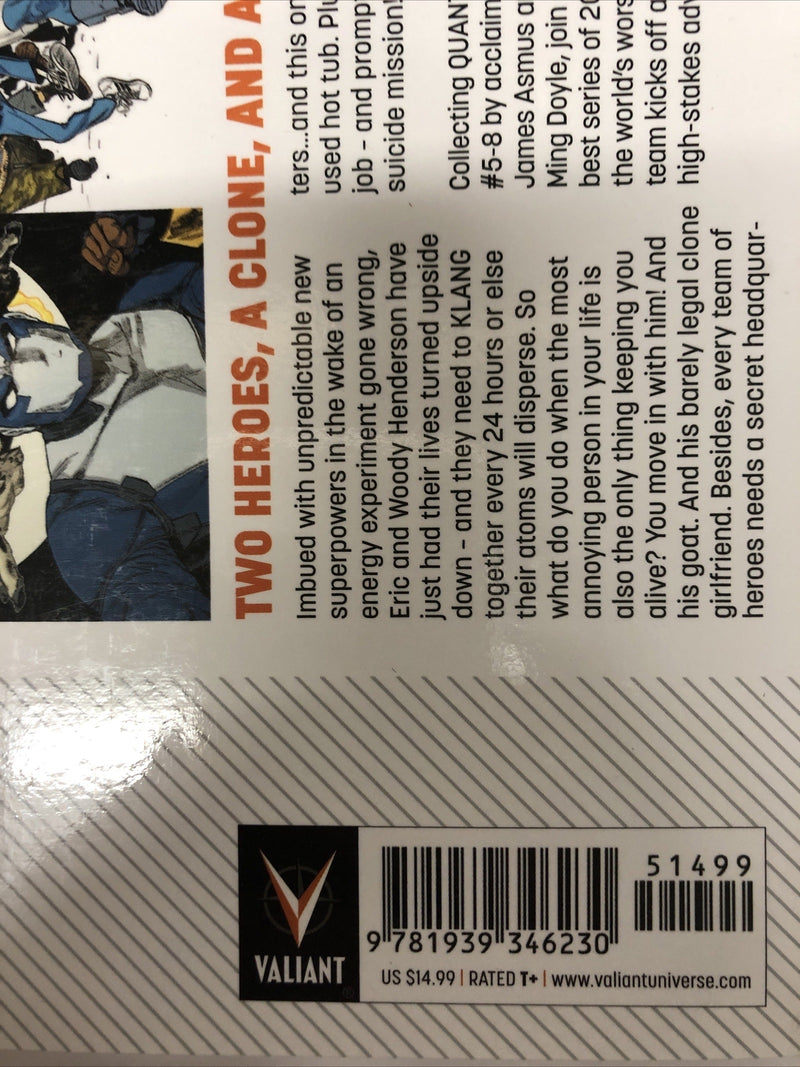 TWO HEROES, A CLONE, AND A
Imbued with unpredictable new
superpowers in the wake of an
energy experiment gone wrong,
Eric and Woody Henderson have
just had their lives turned upside
down - and they need to KLANG
together every 24 hours or else
their atoms will disperse. So
what do you do when the most
annoying person in your life is
also the only thing keeping you
alive? You move in with him! And
his goat. And his barely legal clone
girlfriend. Besides, every team of
heroes needs a secret headquar-
ters...and this on
used hot tub. Plu
job - and promp
suicide mission!
Collecting QUAN
#5-8 by acclaim
James Asmus a
Ming Doyle, join
best series of 20
the world's wors
team kicks off a
high-stakes adv
VALIANT
51499
9 781939 346230
US $14.99 | RATED T+ | www.valiantuniverse.com